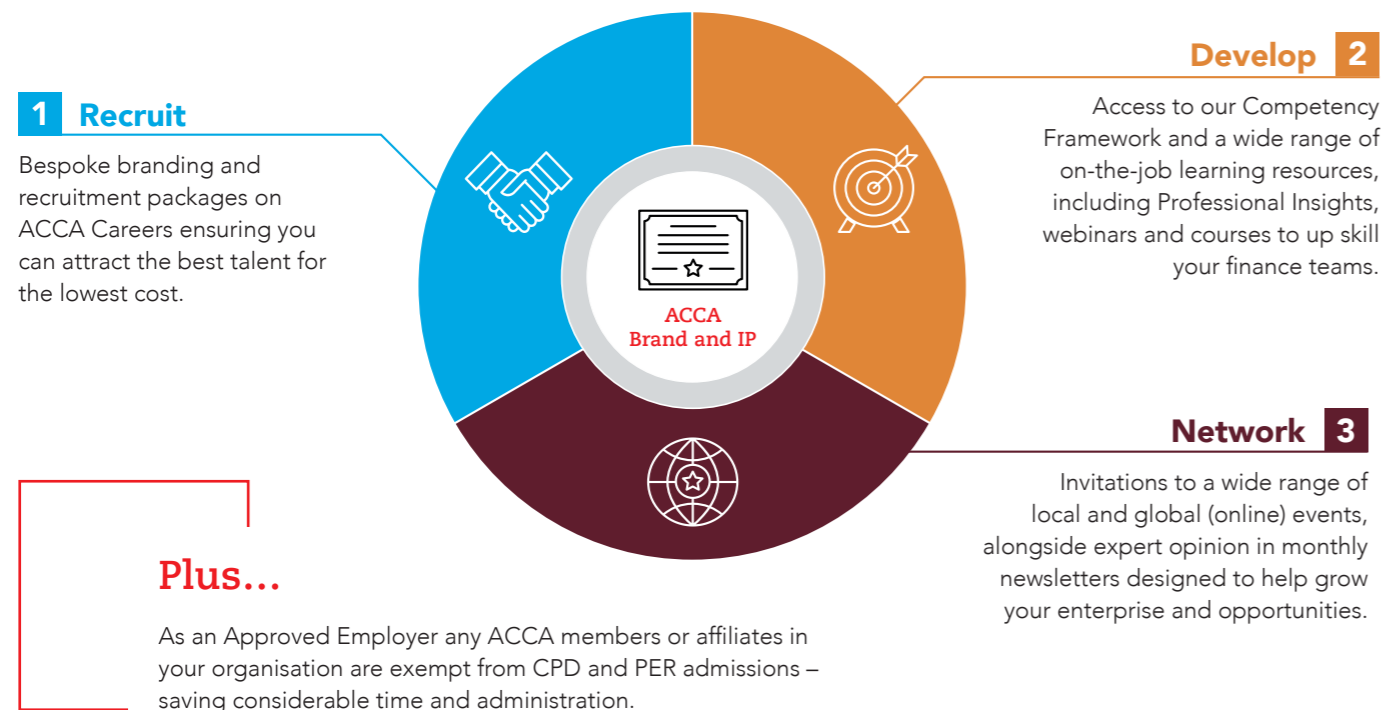 1 Recruit
Bespoke branding and
recruitment packages on
ACCA Careers ensuring you
can attract the best talent for
the lowest cost.
ACCA
Brand and IP
Develop 2
Access to our Competency
Framework and a wide range of
on-the-job learning resources,
including Professional Insights,
webinars and courses to up skill
your finance teams.
Network 3
Invitations to a wide range of
local and global (online) events,
alongside expert opinion in monthly
newsletters designed to help grow
your enterprise and opportunities.
Plus...
As an Approved Employer any ACCA members or affiliates in
your organisation are exempt from CPD and PER admissions –
saving considerable time and administration.